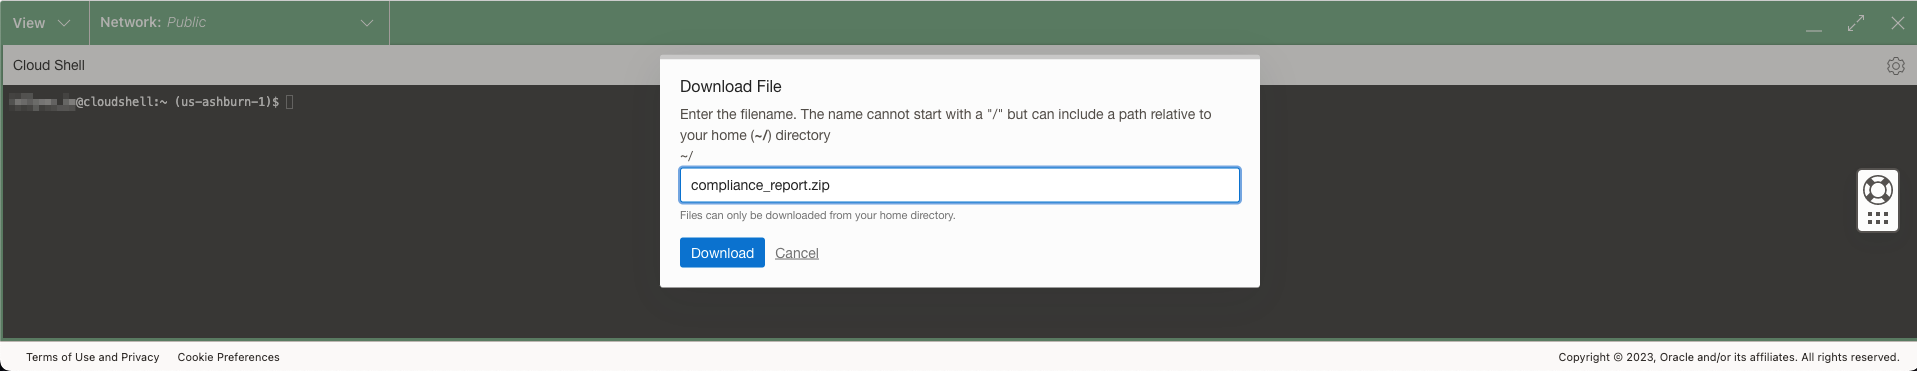 View
Network: Public
Cloud Shell
@cloudshell:~ (us-ashburn-1)$
Download File
Enter the filename. The name cannot start with a "/" but can include a path relative to
your home (~/) directory
~/
compliance_report.zip
Files can only be downloaded from your home directory.
Download Cancel
Terms of Use and Privacy Cookie Preferences
Copyright © 2023, Oracle and/or its affiliates. All rights reserved.